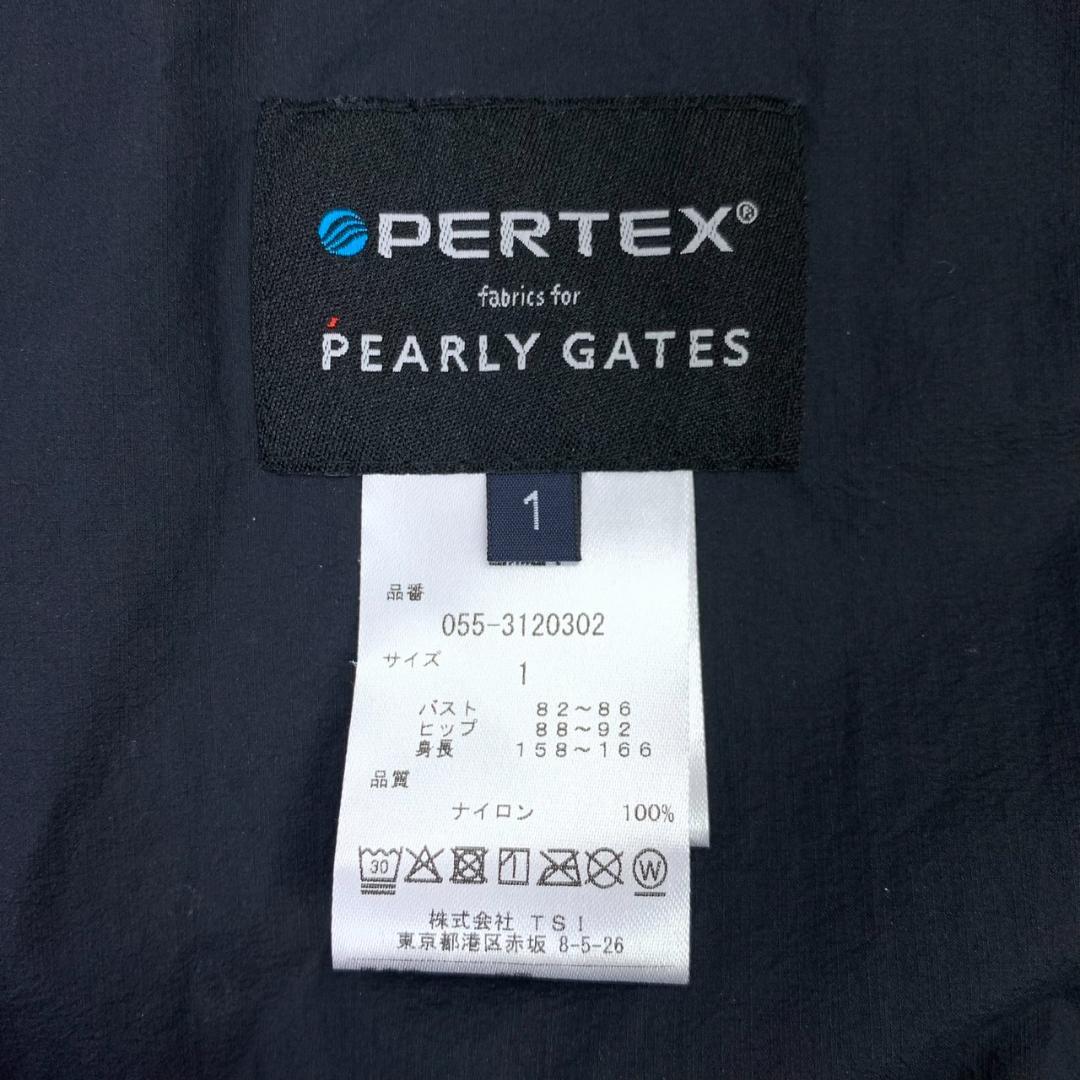 PERTEX®
fabrics for
PEARLY GATES
1
品番
055-3120302
サイズ
1
バスト 82〜86
ヒップ 88〜92
身長 158〜166
品質
ナイロン 100%
30 1 W
株式会社 TSI
東京都港区赤坂 8-5-26